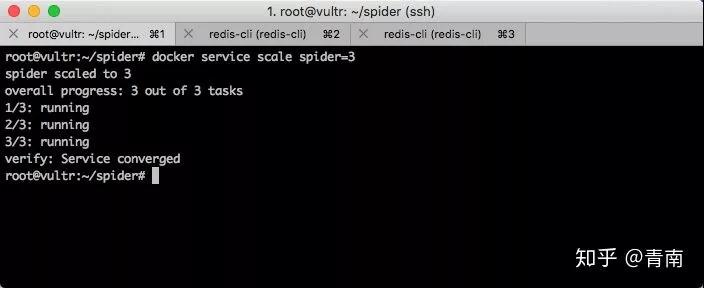 1. root@vultr: ~/spider (ssh)
root@vultr: ~/spider... ⌘1
redis-cli (redis-cli) ⌘2
redis-cli (redis-cli) ⌘3
root@vultr:~/spider# docker service scale spider=3
spider scaled to 3
overall progress: 3 out of 3 tasks
1/3: running
2/3: running
3/3: running
verify: Service converged
root@vultr:~/spider#
知乎 @青南